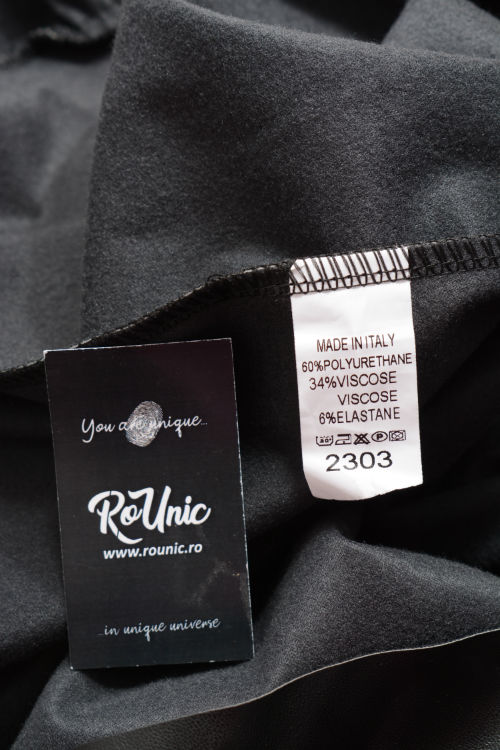 You are unique...
RoUnic
www.rounic.ro
...in unique universe
MADE IN ITALY
60%POLYURETHANE
34%VISCOSE
VISCOSE
6%ELASTANE
2303